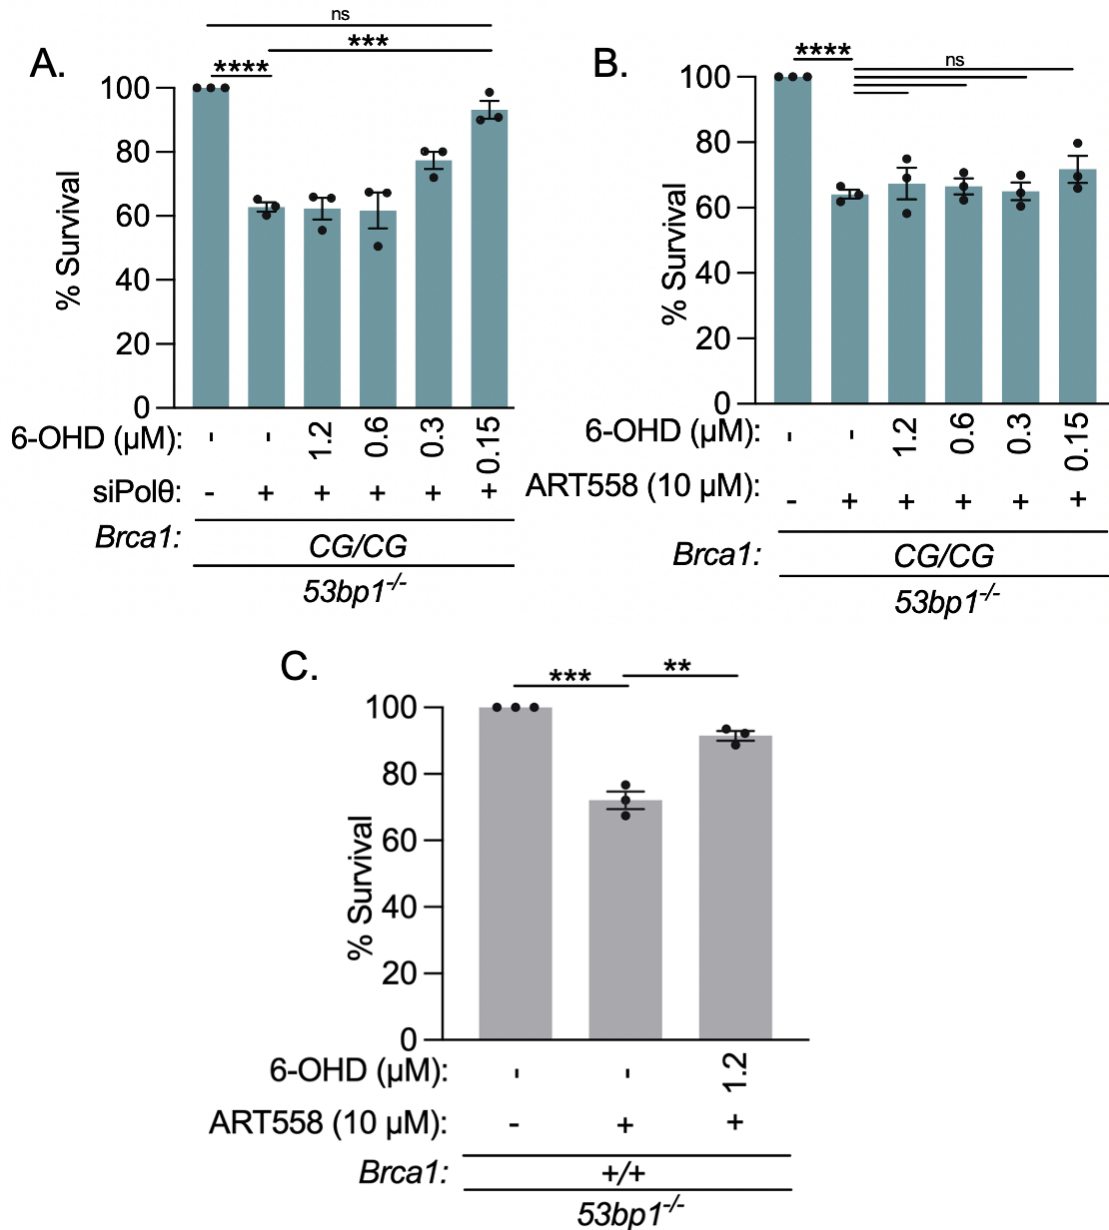 A.
ns
***
****
100
80
60
40
20
0
% Survival
6-OHD (µM): - - 1.2 0.6 0.3 0.15
siPolθ: - + + + + +
Brca1: CG/CG
53bp1-/-
B.
****
ns
100
80
60
40
20
0
% Survival
6-OHD (µM): - - 1.2 0.6 0.3 0.15
ART558 (10 µM): - + + + + +
Brca1: CG/CG
53bp1-/-
C.
*** **
100
80
60
40
20
0
% Survival
6-OHD (µM): - - 1.2
ART558 (10 µM): - + +
Brca1: +/+
53bp1-/-